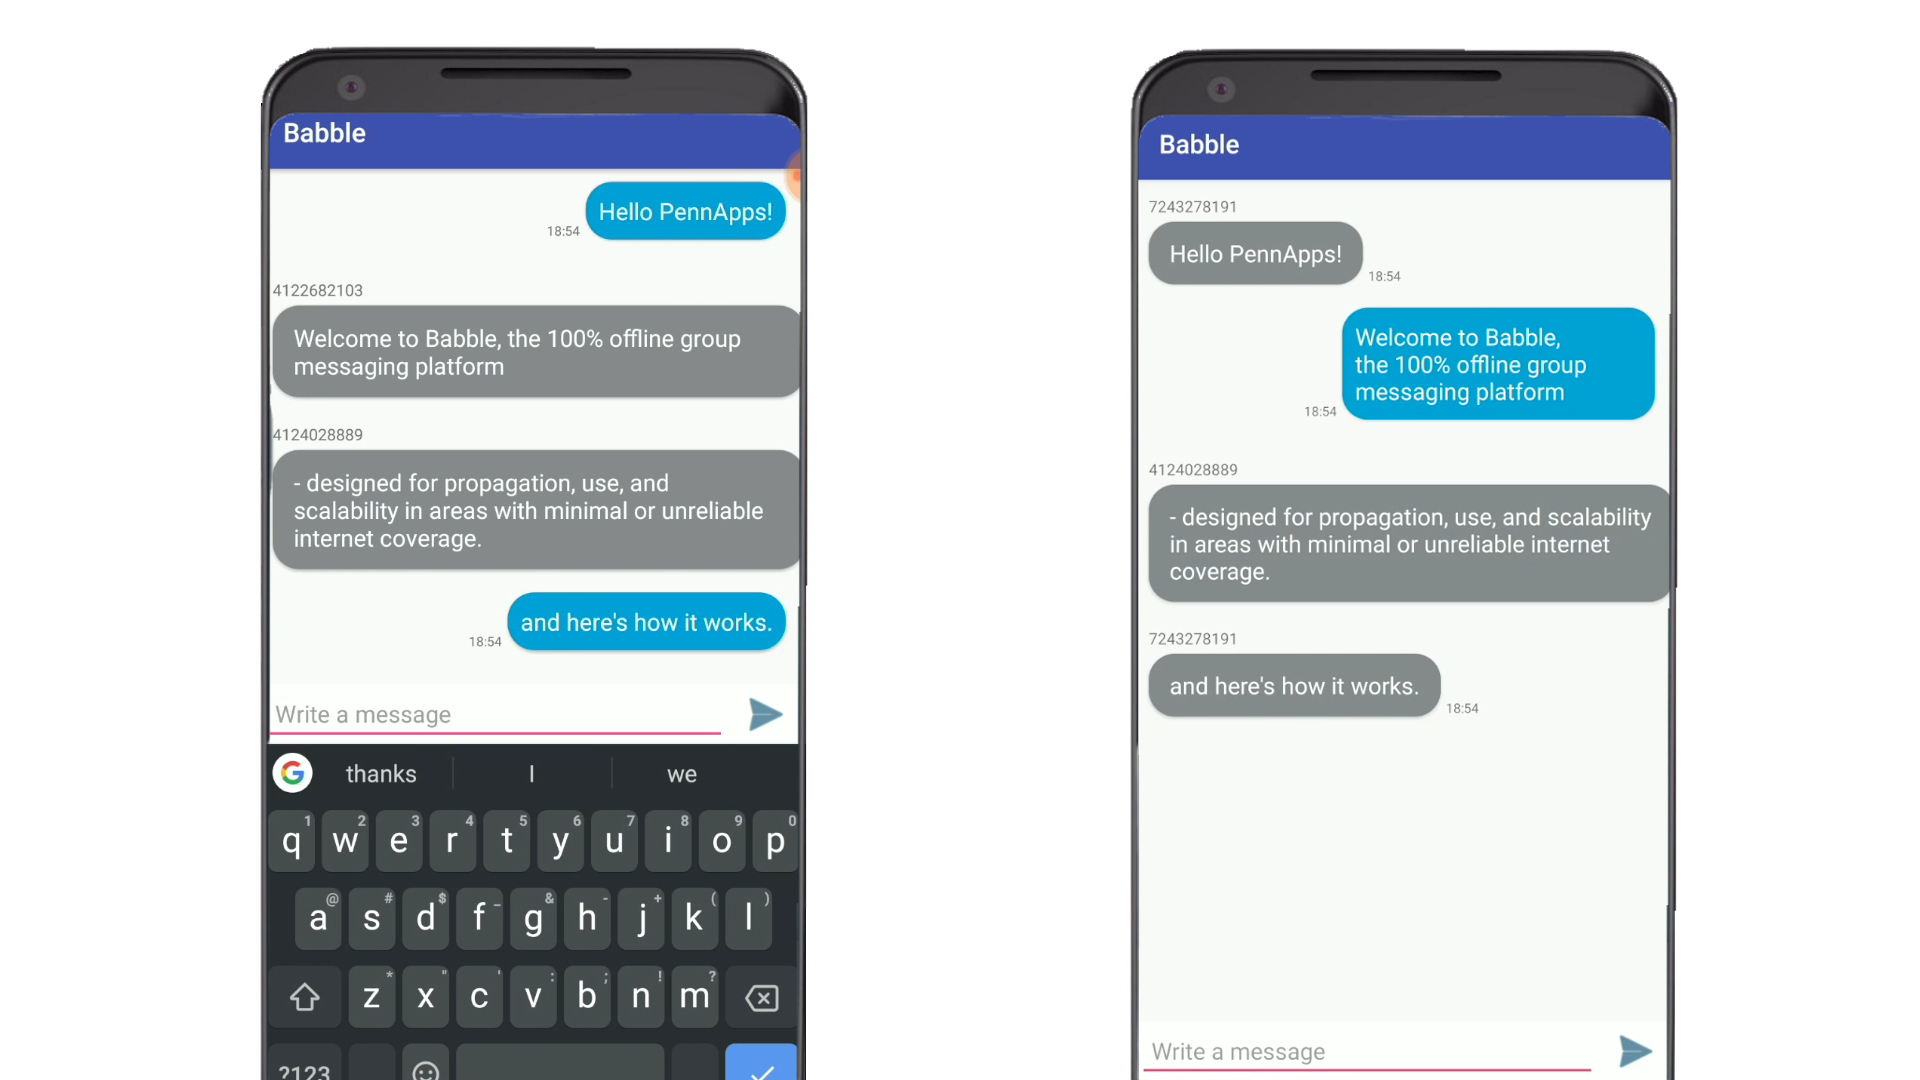 Babble
Hello PennApps!
18:54
4122682103
Welcome to Babble, the 100% offline group
messaging platform
4124028889
- designed for propagation, use, and
scalability in areas with minimal or unreliable
internet coverage.
and here's how it works.
18:54
Write a message
G thanks I we
1 2 3 4 5 6 7 8 9 0
q w e r t y u i o p
@ # $ _ & - + ( )
a s d f g h j k l
* " ' : ; ! ?
z x c v b n m
?123
Babble
7243278191
Hello PennApps!
18:54
Welcome to Babble,
the 100% offline group
messaging platform
18:54
4124028889
- designed for propagation, use, and scalability
in areas with minimal or unreliable internet
coverage.
7243278191
and here's how it works.
18:54
Write a message